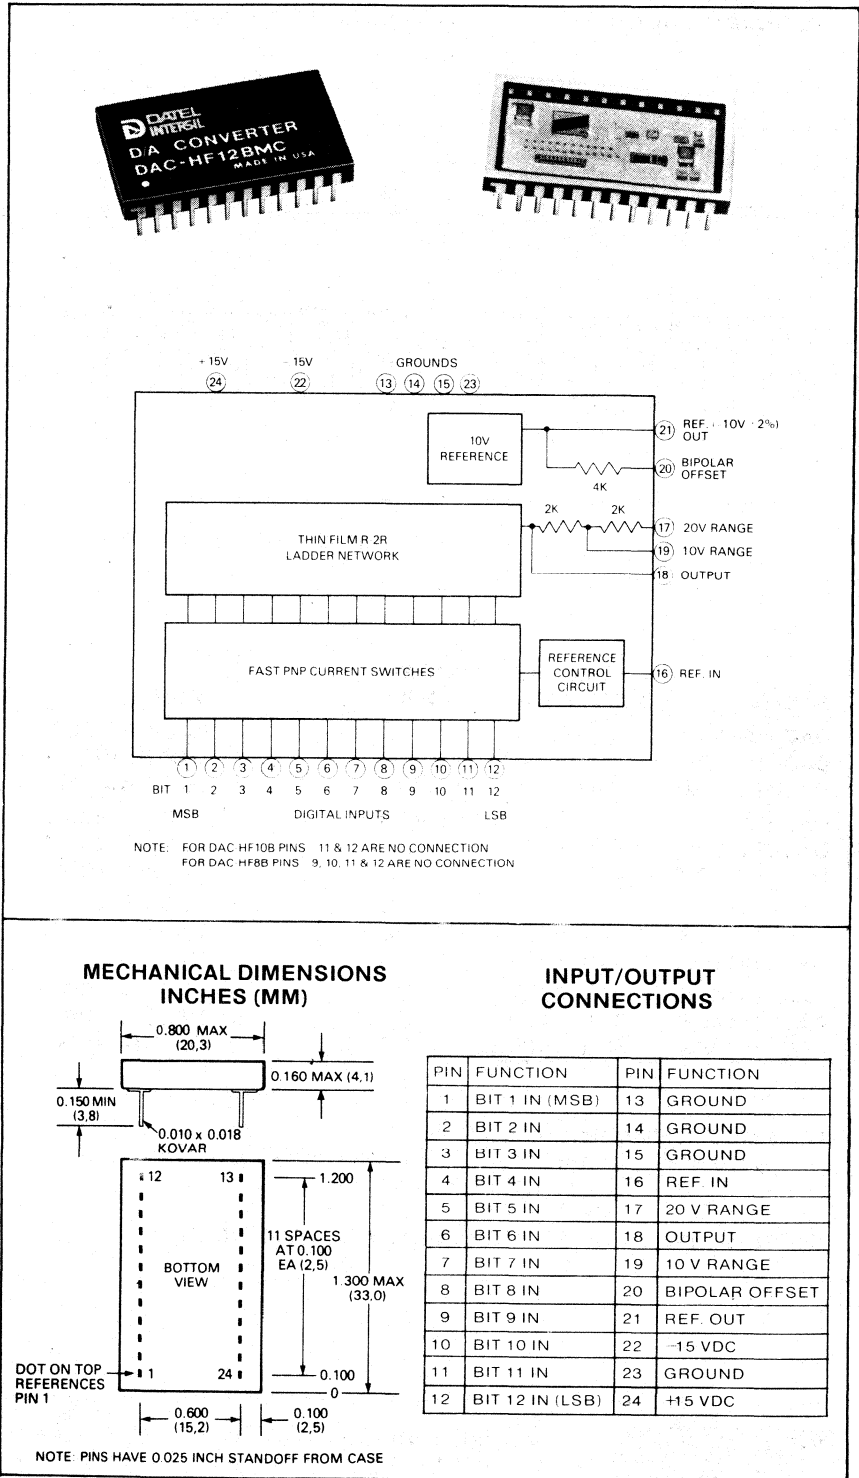 DATEL
INTERSIL
D/A CONVERTER
DAC-HF12BMC
MADE IN USA
+ 15V
- 15V
GROUNDS
24
22
13
14
15
23
10V
REFERENCE
21
REF. (-10V ·2%)
OUT
20
BIPOLAR
OFFSET
4K
THIN FILM R 2R
LADDER NETWORK
2K
2K
17
20V RANGE
19
10V RANGE
18
OUTPUT
FAST PNP CURRENT SWITCHES
REFERENCE
CONTROL
CIRCUIT
16
REF. IN
1 2 3 4 5 6 7 8 9 10 11 12
BIT 1 2 3 4 5 6 7 8 9 10 11 12
MSB DIGITAL INPUTS LSB
NOTE: FOR DAC HF10B PINS 11 & 12 ARE NO CONNECTION
FOR DAC HF8B PINS 9, 10, 11 & 12 ARE NO CONNECTION
MECHANICAL DIMENSIONS
INCHES (MM)
0.800 MAX
(20,3)
0.160 MAX (4,1)
0.150 MIN
(3,8)
0.010 x 0.018
KOVAR
12
13
1.200
11 SPACES
AT 0.100
EA (2,5)
BOTTOM
VIEW
1.300 MAX
(33,0)
DOT ON TOP
REFERENCES
PIN 1
1
24
0.100
0
0.600
(15,2)
0.100
(2,5)
NOTE: PINS HAVE 0.025 INCH STANDOFF FROM CASE
INPUT/OUTPUT
CONNECTIONS
PIN FUNCTION PIN FUNCTION
1 BIT 1 IN (MSB) 13 GROUND
2 BIT 2 IN 14 GROUND
3 BIT 3 IN 15 GROUND
4 BIT 4 IN 16 REF. IN
5 BIT 5 IN 17 20 V RANGE
6 BIT 6 IN 18 OUTPUT
7 BIT 7 IN 19 10 V RANGE
8 BIT 8 IN 20 BIPOLAR OFFSET
9 BIT 9 IN 21 REF. OUT
10 BIT 10 IN 22 -15 VDC
11 BIT 11 IN 23 GROUND
12 BIT 12 IN (LSB) 24 +15 VDC